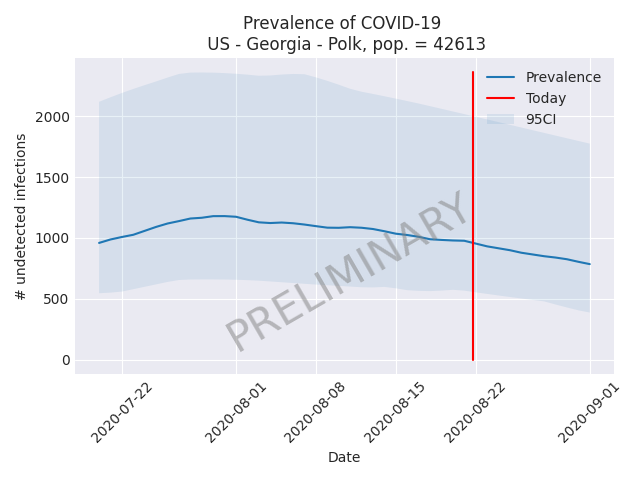 Prevalence of COVID-19
US - Georgia - Polk, pop. = 42613
Prevalence
Today
95CI
2000
1500
1000
500
0
# undetected infections
PRELIMINARY
2020-07-22
2020-08-01
2020-08-08
2020-08-15
2020-08-22
2020-09-01
Date